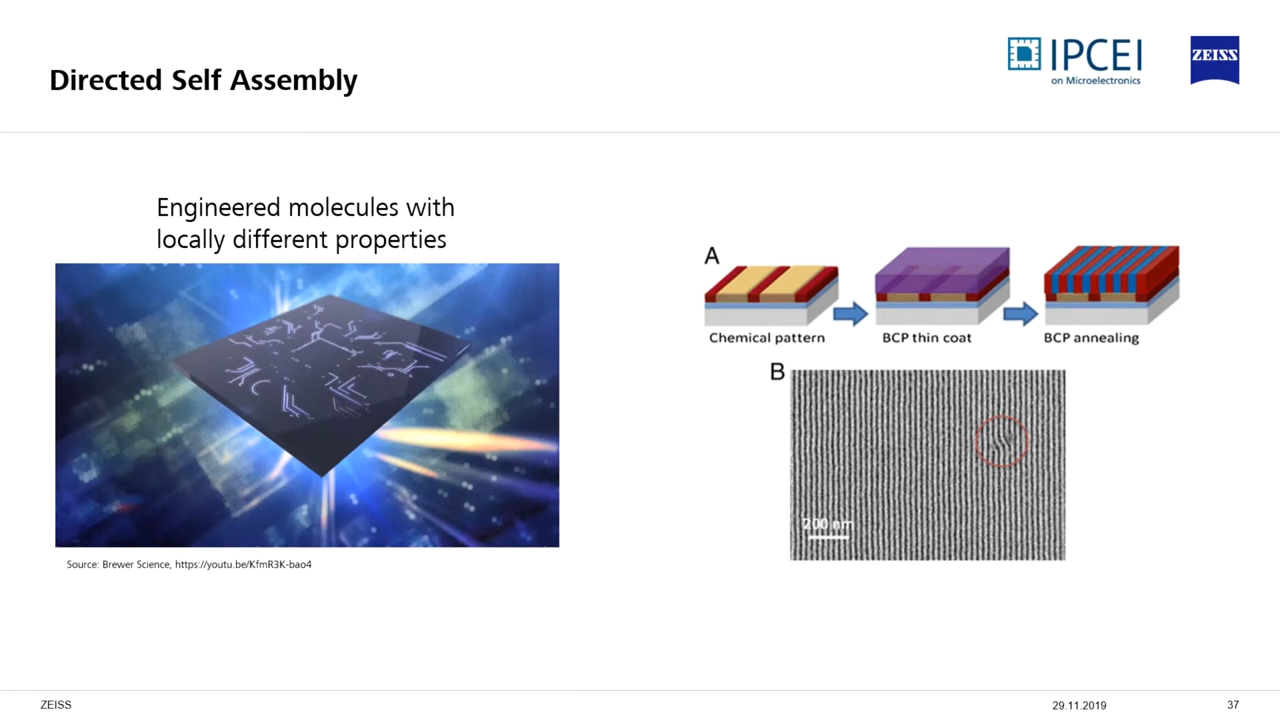 Directed Self Assembly
IPCEI
on Microelectronics
ZEISS
Engineered molecules with
locally different properties
Source: Brewer Science, https://youtu.be/KfmR3K-bao4
A
Chemical pattern
BCP thin coat
BCP annealing
B
200 nm
ZEISS
29.11.2019
37